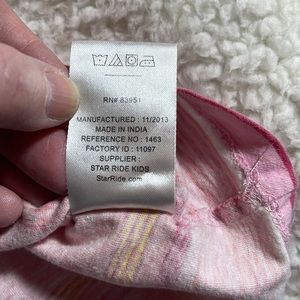 RN# 83951
MANUFACTURED : 11/2013
MADE IN INDIA
REFERENCE NO : 1463
FACTORY ID : 11097
SUPPLIER :
STAR RIDE KIDS
StarRide.com